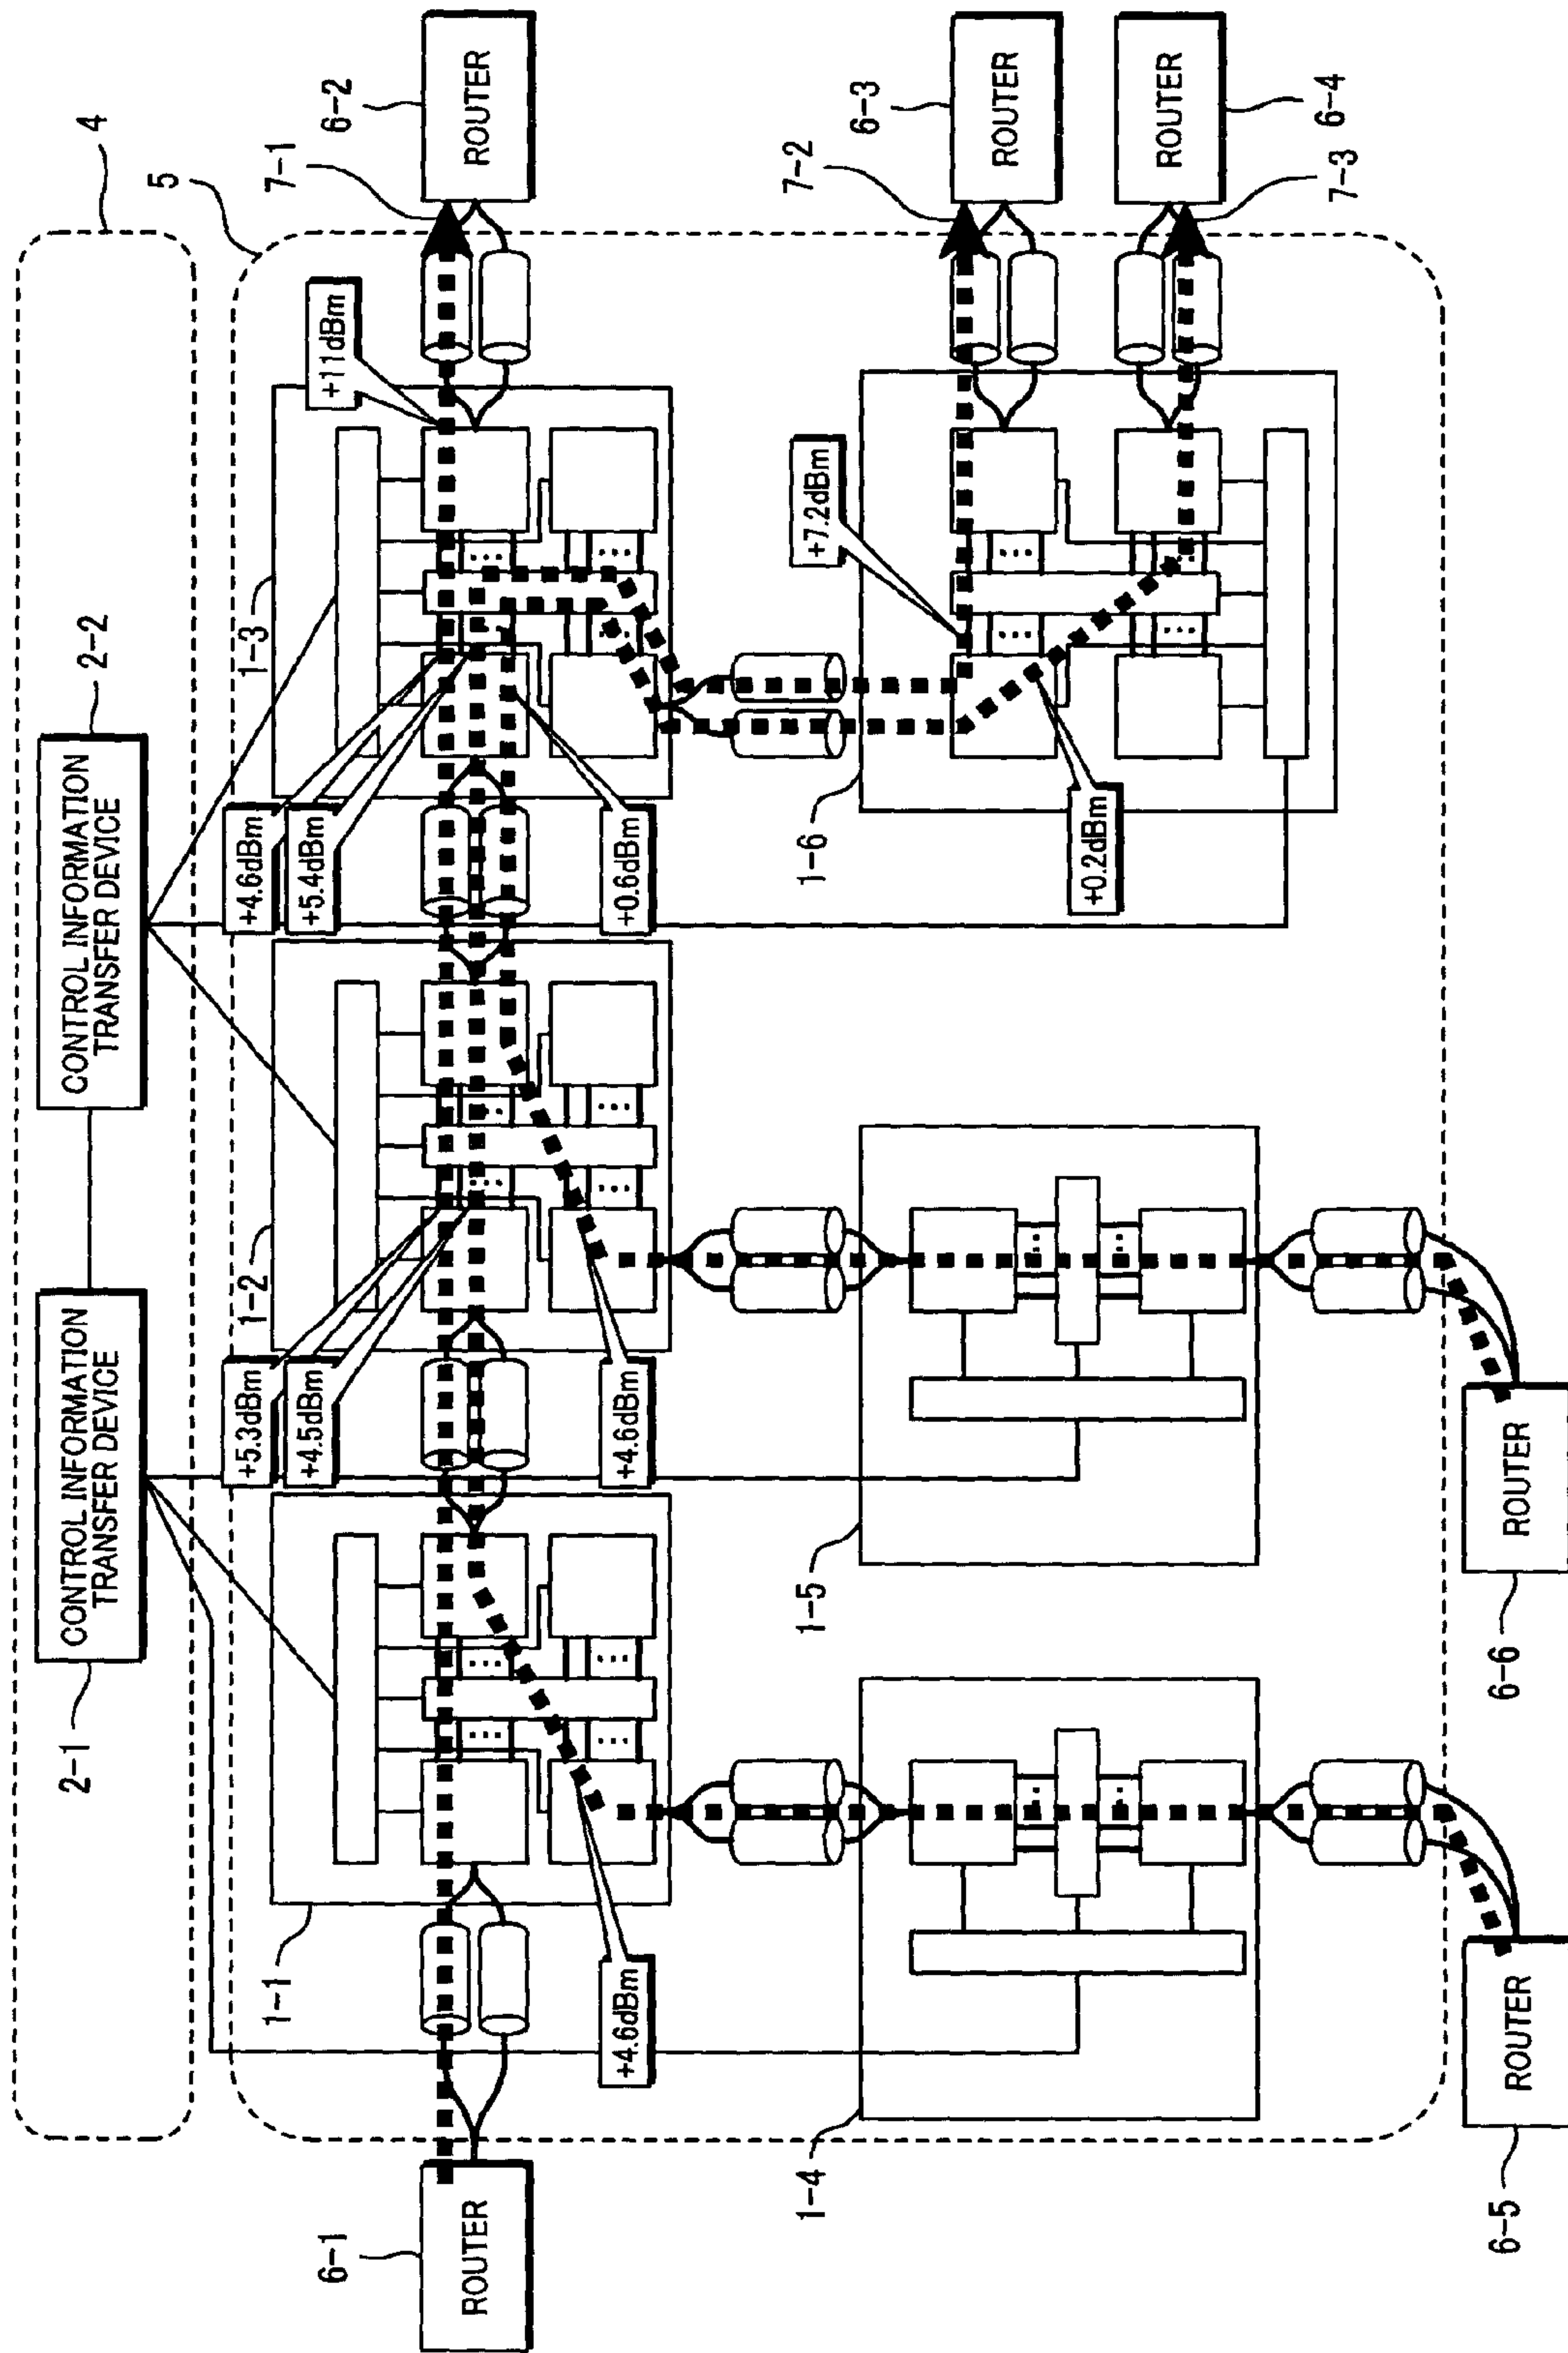 4
2-1
CONTROL INFORMATION
TRANSFER DEVICE
2-2
CONTROL INFORMATION
TRANSFER DEVICE
5
6-1
ROUTER
1-1
+4.6dBm
1-2
+5.3dBm
+4.5dBm
+4.6dBm
1-3
+4.6dBm
+5.4dBm
+0.6dBm
+11dBm
7-1
6-2
ROUTER
1-4
1-5
1-6
+7.2dBm
+0.2dBm
7-2
6-3
ROUTER
7-3
6-4
ROUTER
6-5
ROUTER
6-6
ROUTER